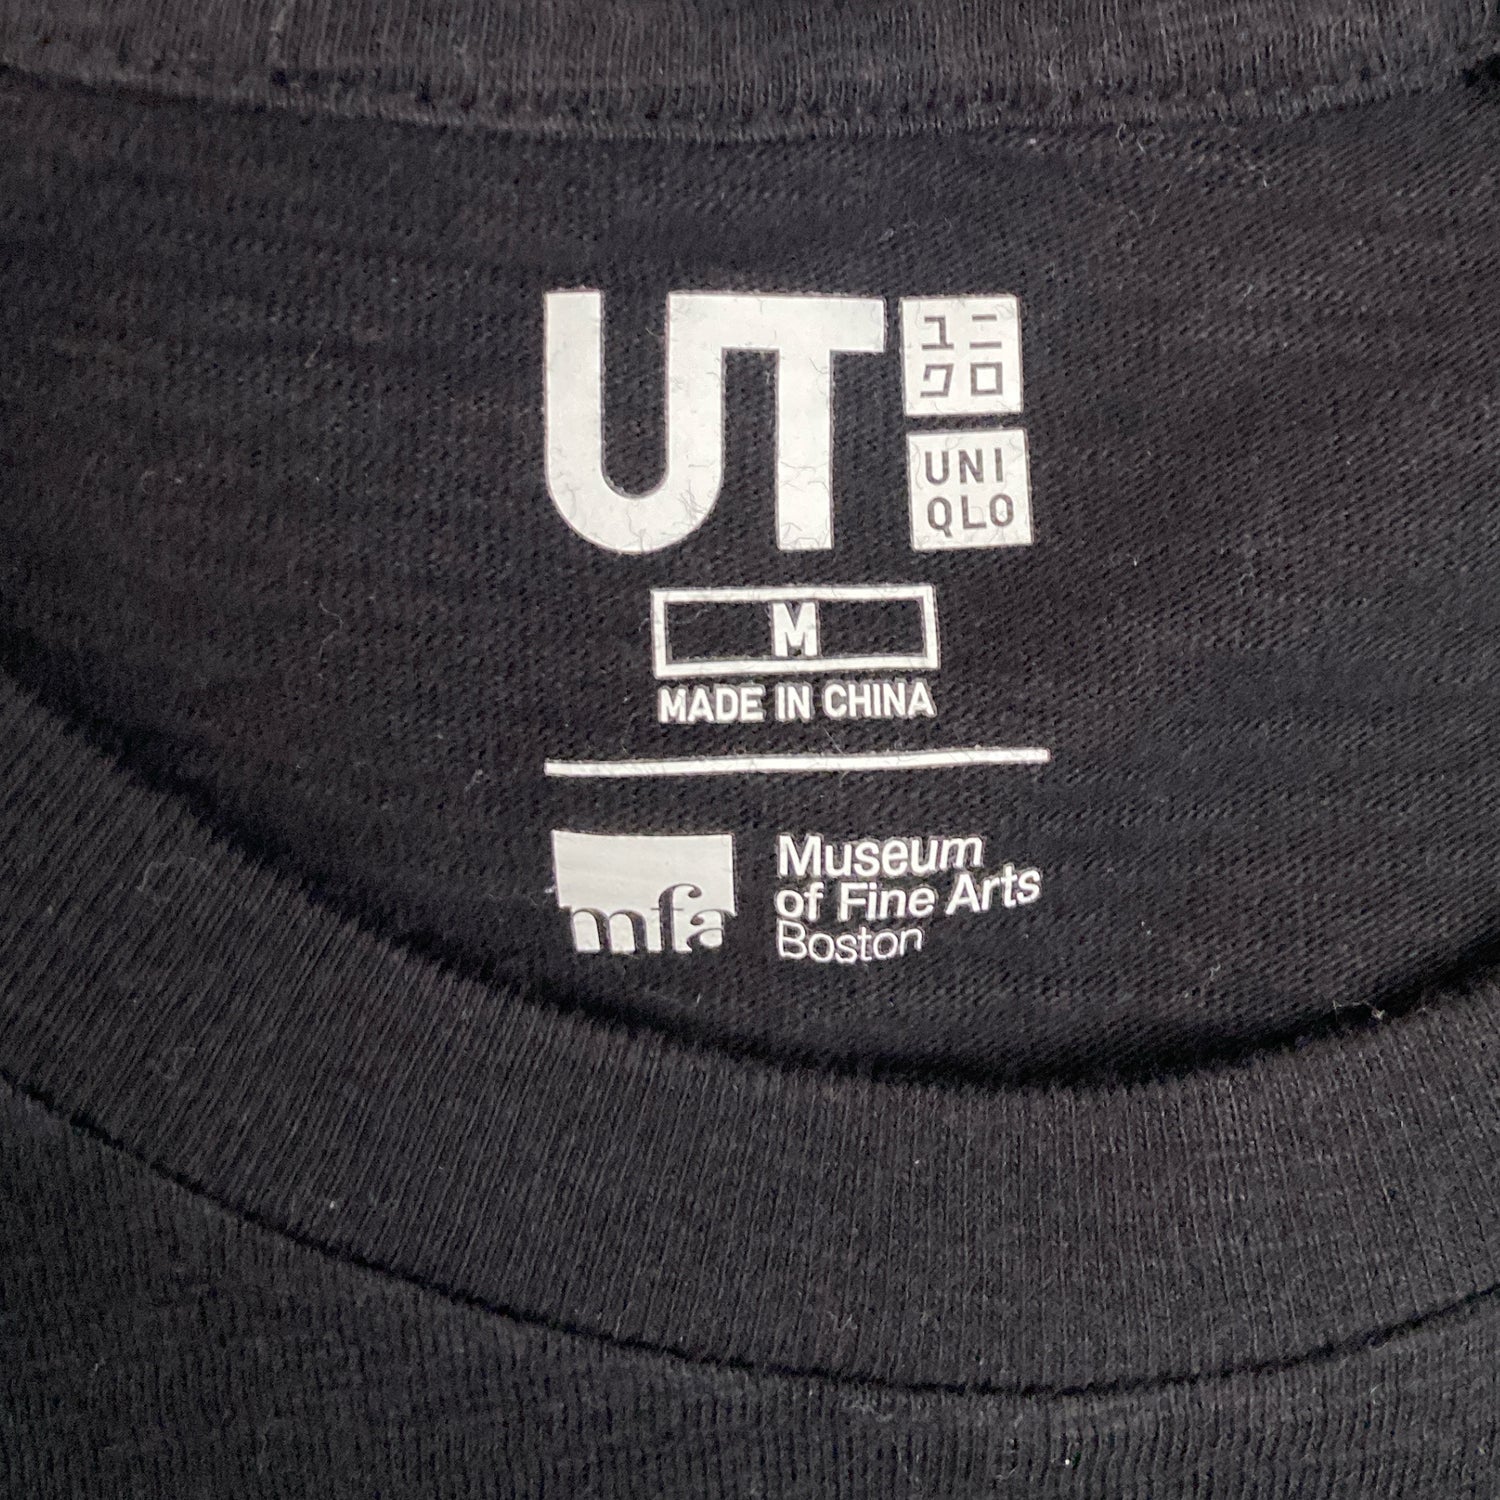 UT
ユニ
クロ
UNI
QLO
M
MADE IN CHINA
mfa
Museum
of Fine Arts
Boston